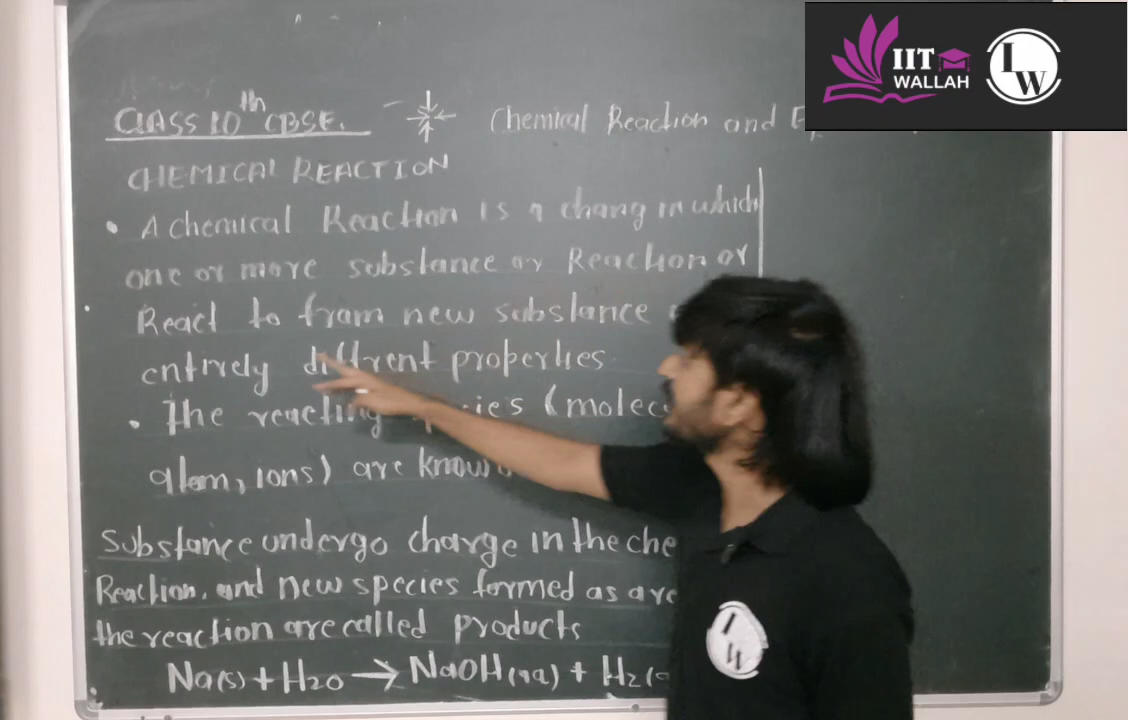 IIT
WALLAH
I
W
CLASS 10th CBSE.
Chemical Reaction and
CHEMICAL REACTION
• A chemical Reaction is a chang in which
one or more substance or Reaction or
React to fram new substance
entirely diffrent properties
• The reacting
atom, ions) are know
Substance undergo charge in the che
Reaction. and new species formed as are
the reaction are called products
Na(s) + H2O → NaOH(aq) + H2(
I
W